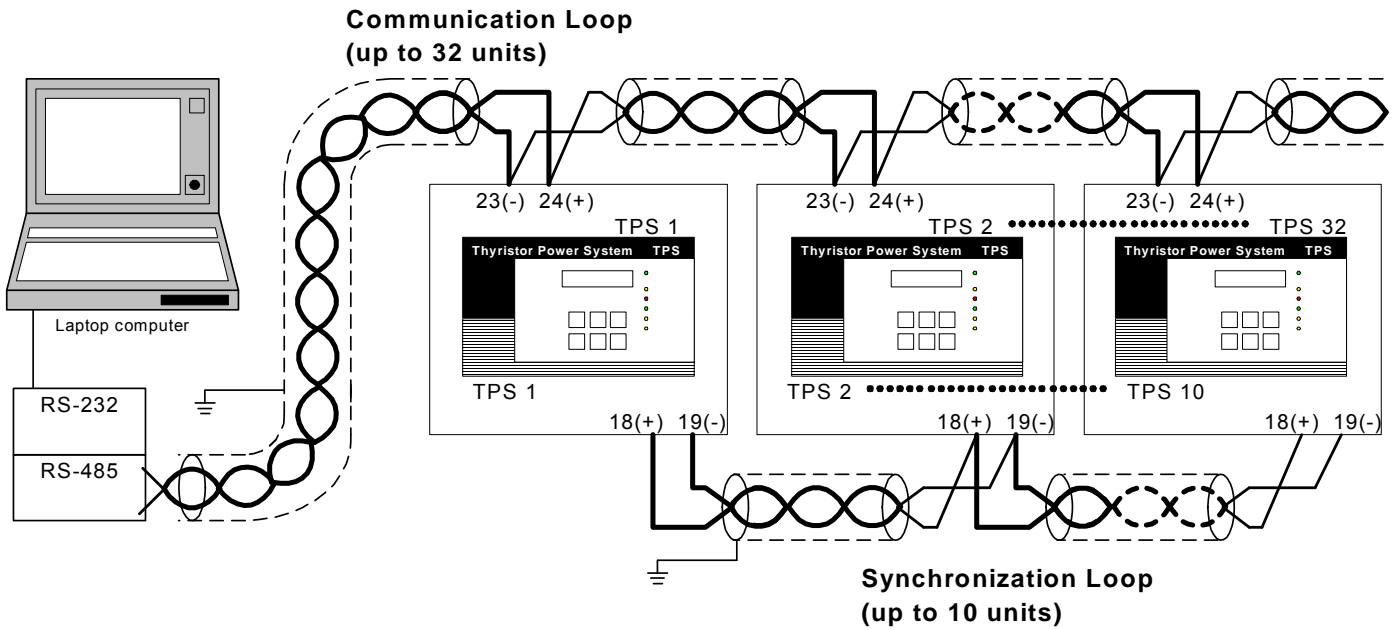 Communication Loop
(up to 32 units)
23(-) 24(+)
23(-) 24(+)
23(-) 24(+)
TPS 1
TPS 2
TPS 32
Thyristor Power System TPS
Thyristor Power System TPS
Thyristor Power System TPS
Laptop computer
TPS 1
TPS 2
TPS 10
RS-232
18(+) 19(-)
18(+) 19(-)
18(+) 19(-)
RS-485
Synchronization Loop
(up to 10 units)